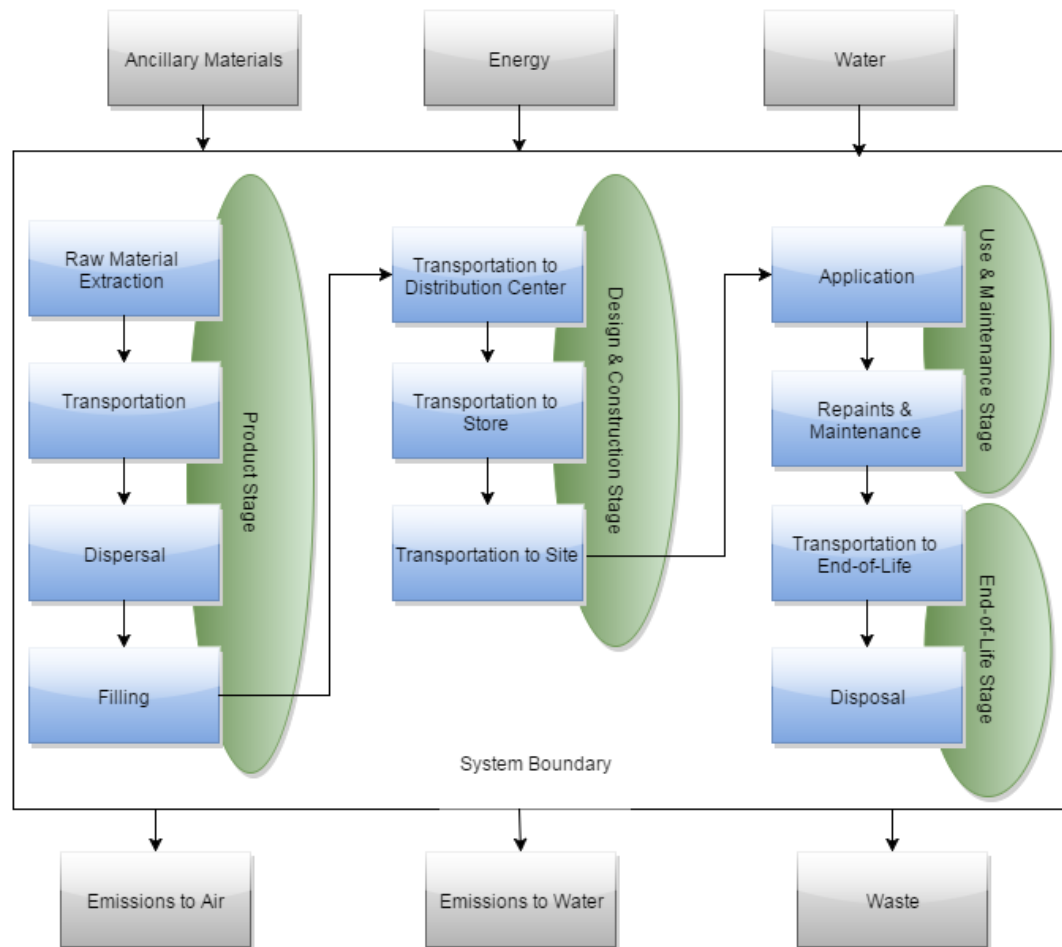 Ancillary Materials
Energy
Water
Raw Material
Extraction
Transportation
Dispersal
Filling
Product Stage
Transportation to
Distribution Center
Transportation to
Store
Transportation to Site
Design & Construction Stage
Application
Repaints &
Maintenance
Use & Maintenance Stage
Transportation to
End-of-Life
Disposal
End-of-Life Stage
System Boundary
Emissions to Air
Emissions to Water
Waste